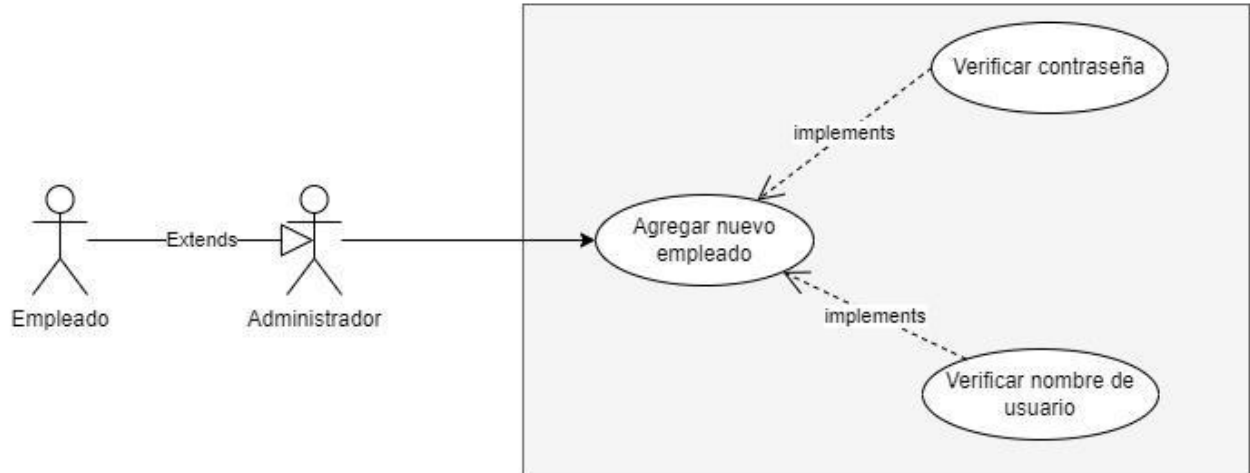 Verificar contraseña
implements
Agregar nuevo
empleado
Extends
Empleado
Administrador
implements
Verificar nombre de
usuario